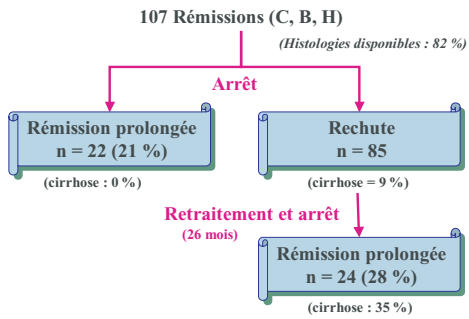 107 Rémissions (C, B, H)
(Histologies disponibles : 82 %)
Arrêt
Rémission prolongée
n = 22 (21 %)
(cirrhose : 0 %)
Rechute
n = 85
(cirrhose = 9 %)
Retraitement et arrêt
(26 mois)
Rémission prolongée
n = 24 (28 %)
(cirrhose : 35 %)